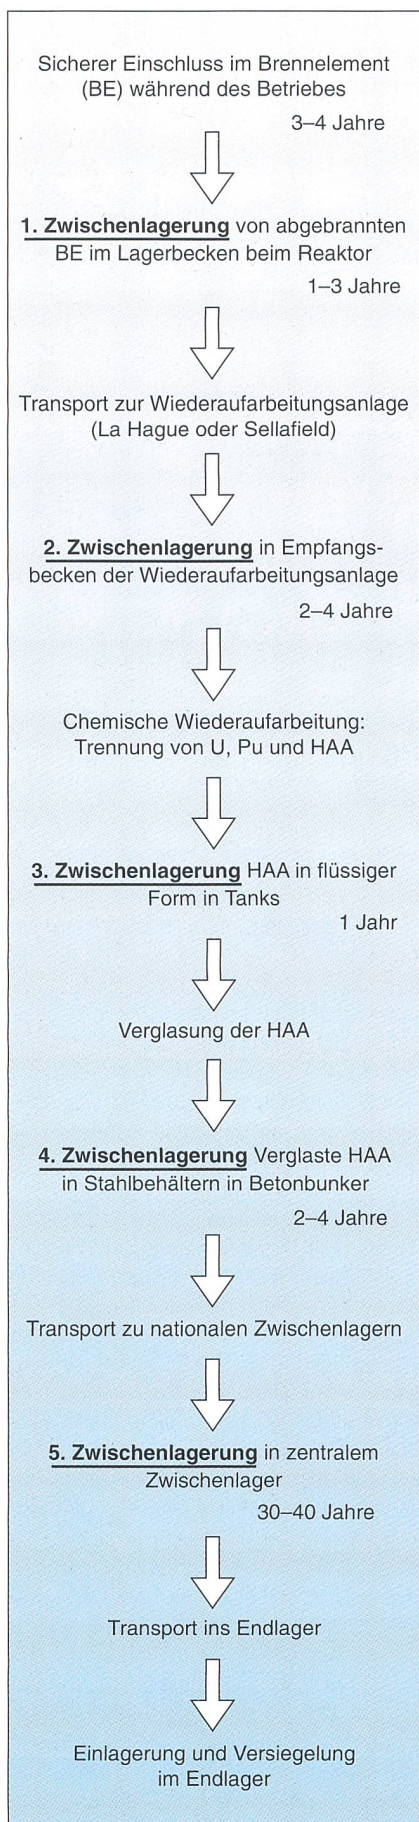 Sicherer Einschluss im Brennelement
(BE) während des Betriebes
3–4 Jahre
1. Zwischenlagerung von abgebrannten
BE im Lagerbecken beim Reaktor
1–3 Jahre
Transport zur Wiederaufarbeitungsanlage
(La Hague oder Sellafield)
2. Zwischenlagerung in Empfangs-
becken der Wiederaufarbeitungsanlage
2–4 Jahre
Chemische Wiederaufarbeitung:
Trennung von U, Pu und HAA
3. Zwischenlagerung HAA in flüssiger
Form in Tanks
1 Jahr
Verglasung der HAA
4. Zwischenlagerung Verglaste HAA
in Stahlbehältern in Betonbunker
2–4 Jahre
Transport zu nationalen Zwischenlagern
5. Zwischenlagerung in zentralem
Zwischenlager
30–40 Jahre
Transport ins Endlager
Einlagerung und Versiegelung
im Endlager